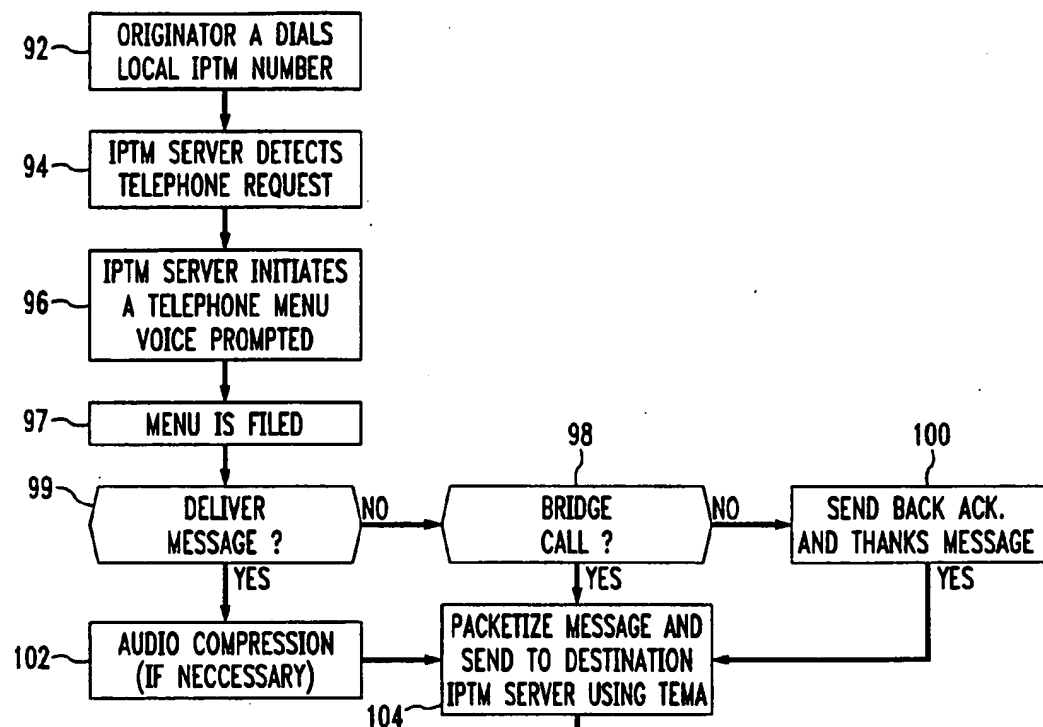 92
ORIGINATOR A DIALS
LOCAL IPTM NUMBER
94
IPTM SERVER DETECTS
TELEPHONE REQUEST
96
IPTM SERVER INITIATES
A TELEPHONE MENU
VOICE PROMPTED
97
MENU IS FILED
98
100
99
DELIVER
MESSAGE ?
NO
BRIDGE
CALL ?
NO
SEND BACK ACK.
AND THANKS MESSAGE
YES
YES
YES
102
AUDIO COMPRESSION
(IF NECCESSARY)
PACKETIZE MESSAGE AND
SEND TO DESTINATION
IPTM SERVER USING TEMA
104